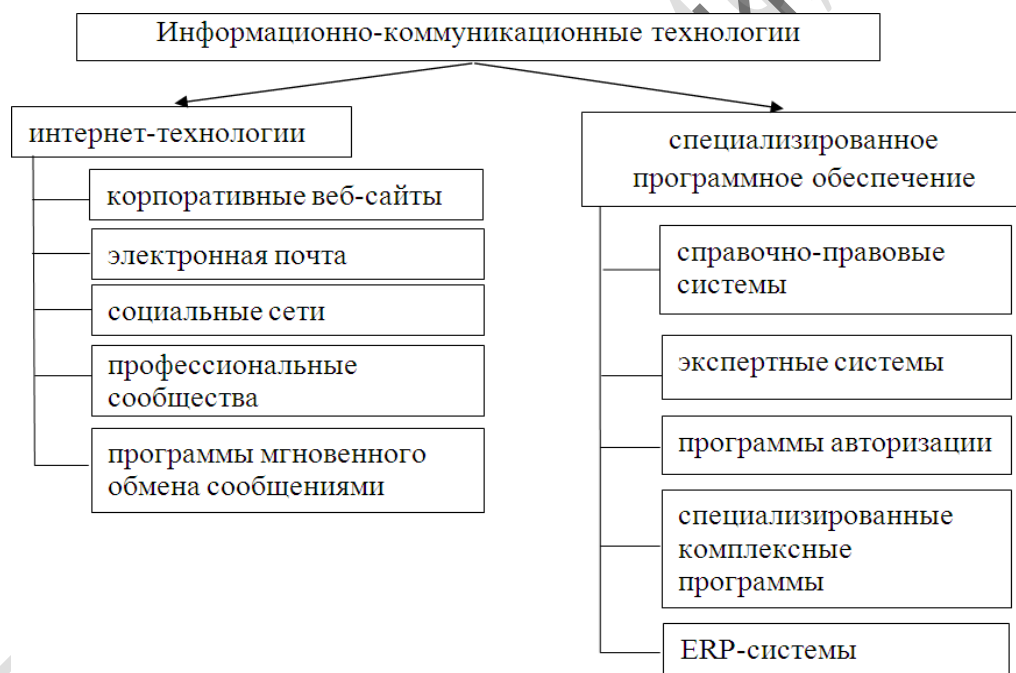 Информационно-коммуникационные технологии
интернет-технологии
корпоративные веб-сайты
электронная почта
социальные сети
профессиональные
сообщества
программы мгновенного
обмена сообщениями
специализированное
программное обеспечение
справочно-правовые
системы
экспертные системы
программы авторизации
специализированные
комплексные
программы
ERP-системы